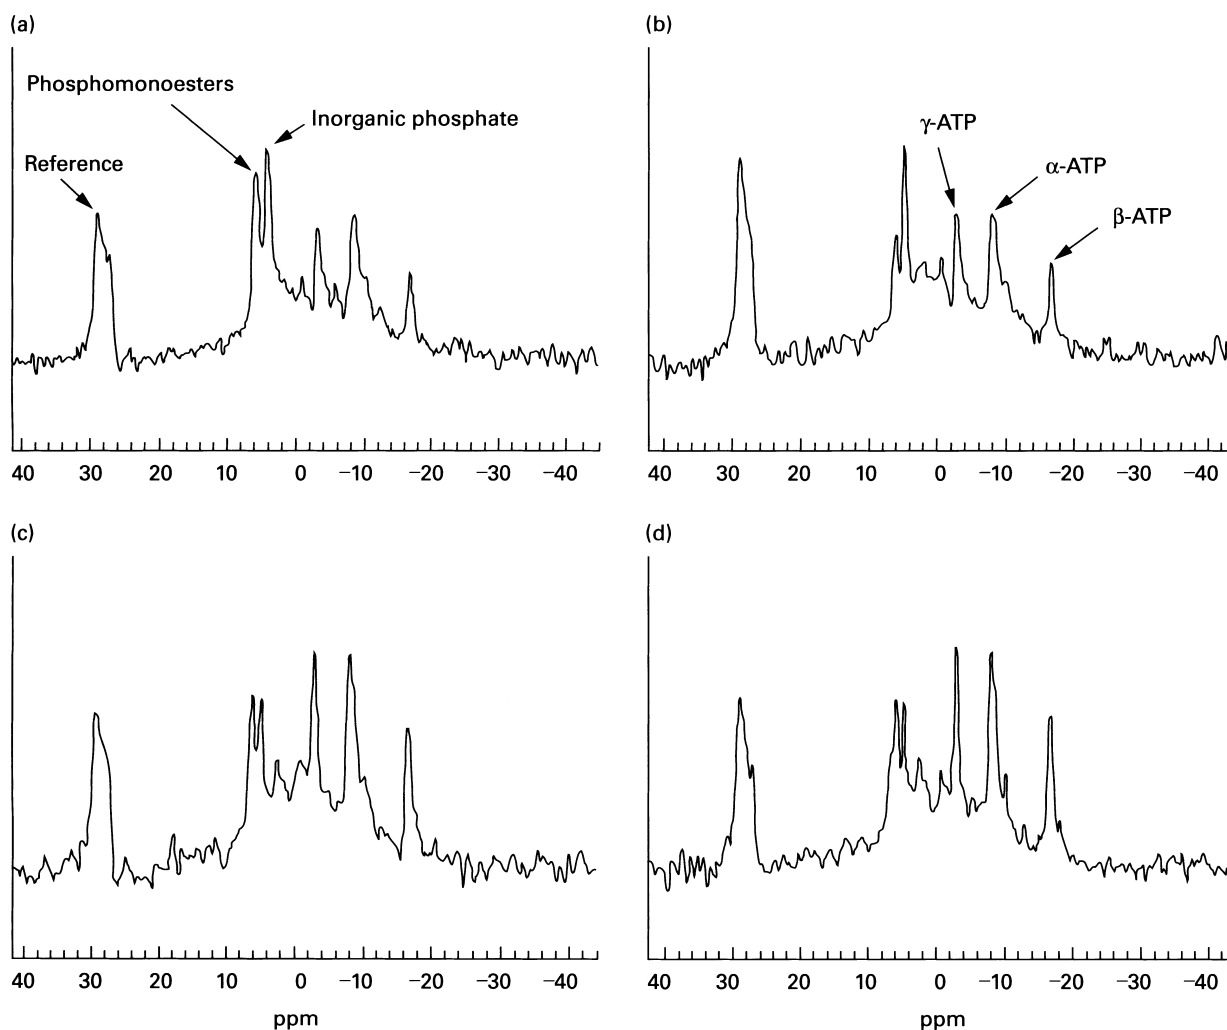 (a)
Phosphomonoesters
Inorganic phosphate
Reference
40 30 20 10 0 −10 −20 −30 −40
(b)
γ-ATP
α-ATP
β-ATP
40 30 20 10 0 −10 −20 −30 −40
(c)
40 30 20 10 0 −10 −20 −30 −40
ppm
(d)
40 30 20 10 0 −10 −20 −30 −40
ppm